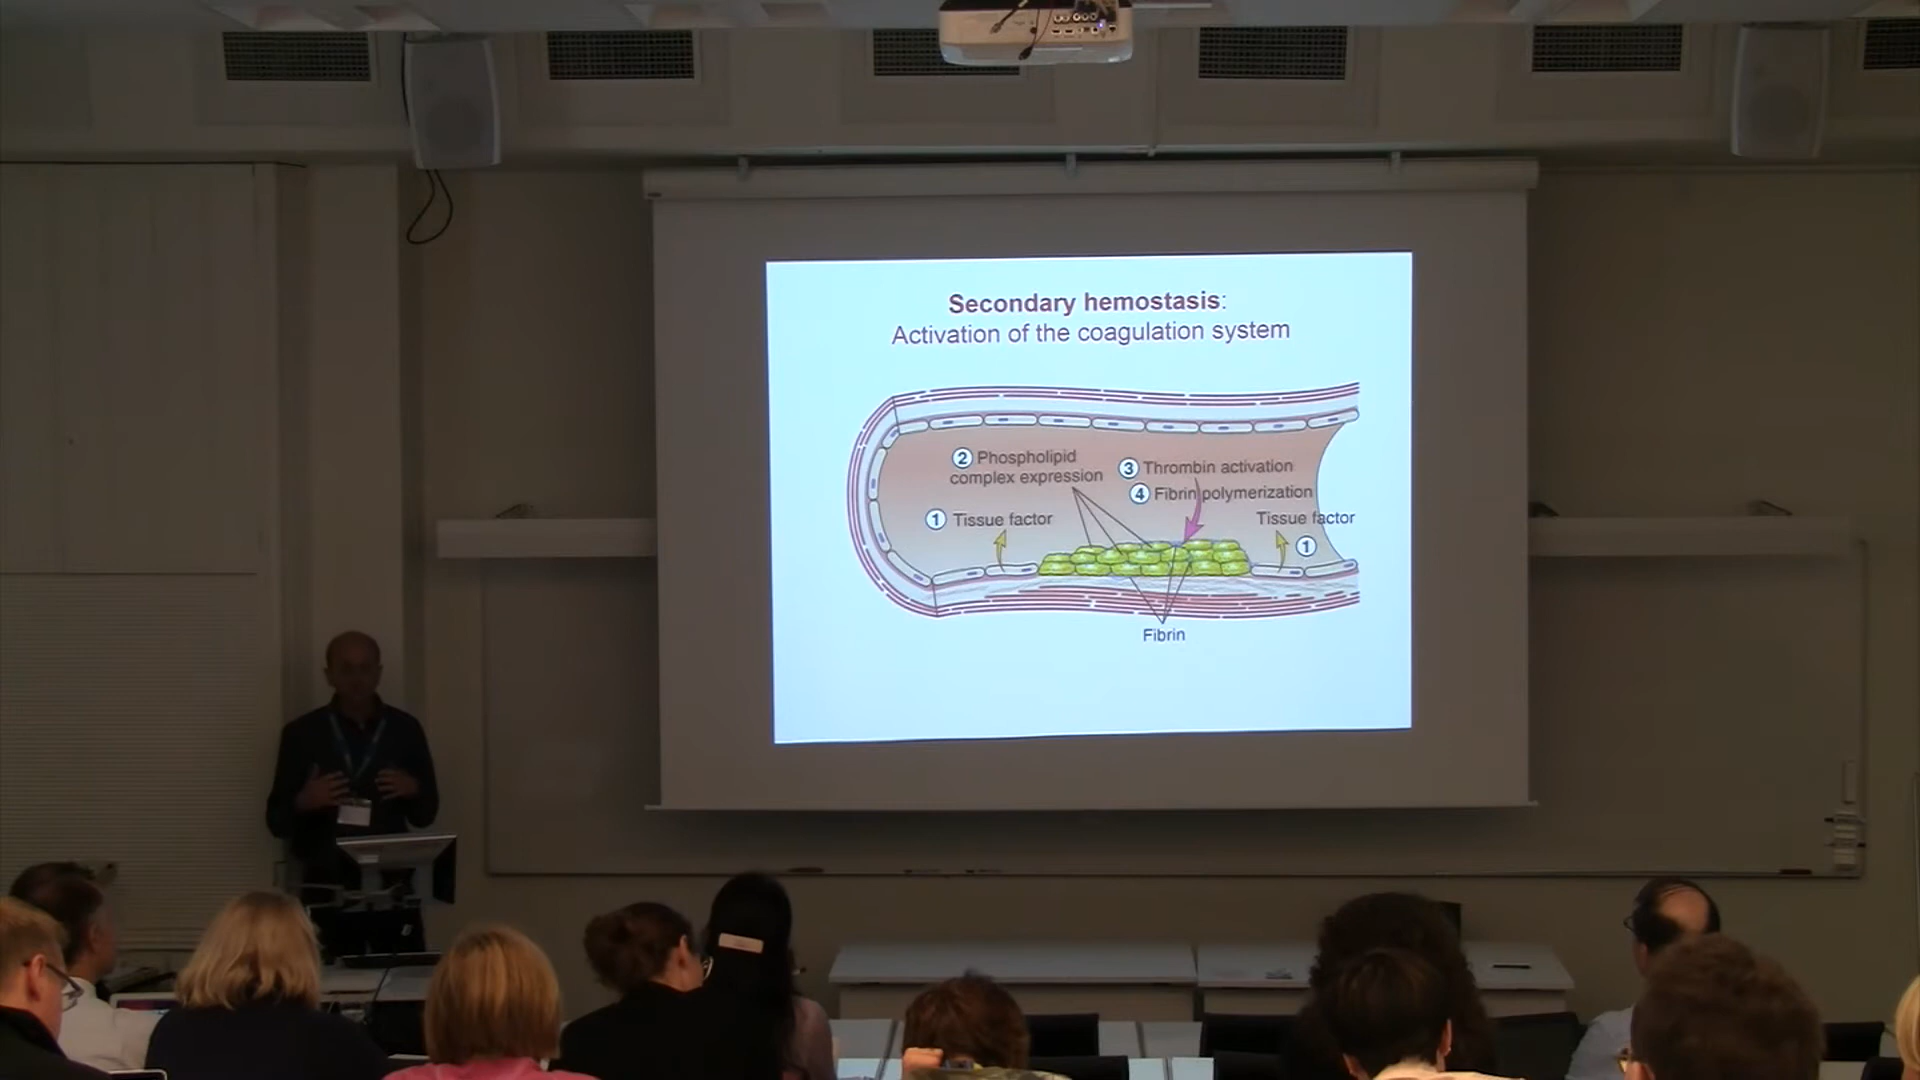 Secondary hemostasis:
Activation of the coagulation system
2 Phospholipid
complex expression
3 Thrombin activation
4 Fibrin polymerization
1 Tissue factor
Tissue factor
1
Fibrin